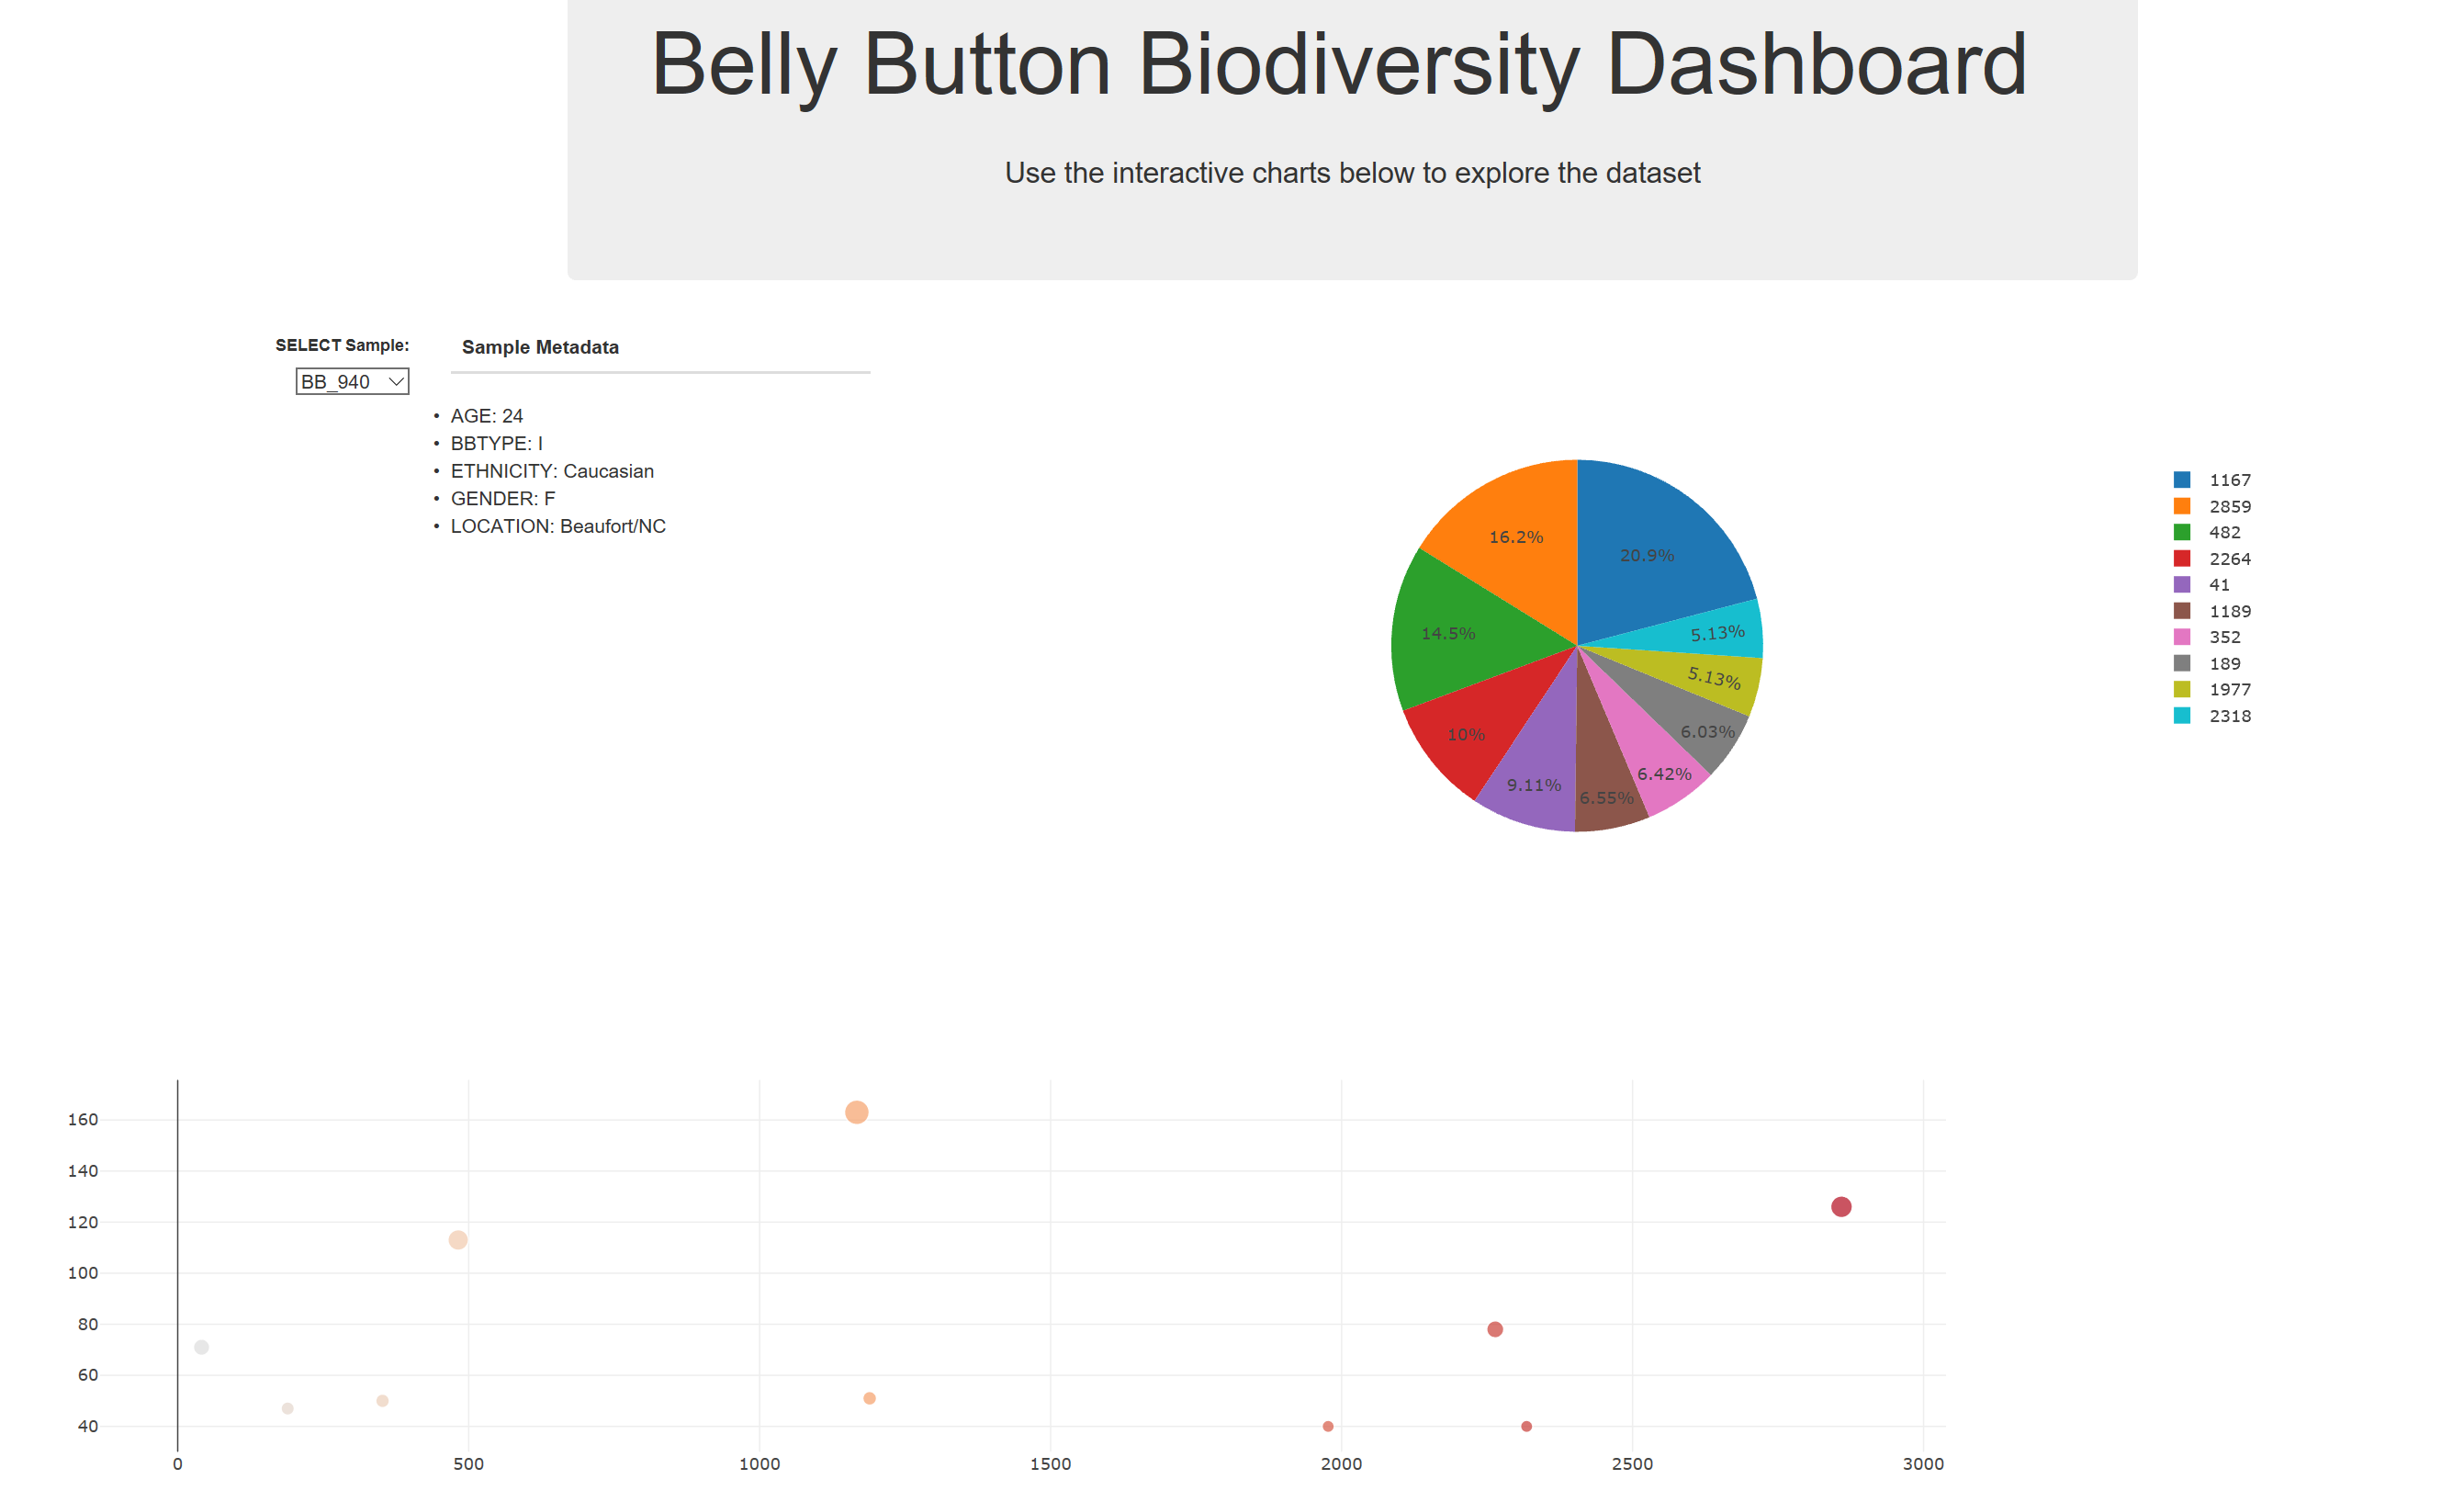 Belly Button Biodiversity Dashboard
Use the interactive charts below to explore the dataset
SELECT Sample:
BB_940
Sample Metadata
• AGE: 24
• BBTYPE: I
• ETHNICITY: Caucasian
• GENDER: F
• LOCATION: Beaufort/NC
16.2%
20.9%
14.5%
5.13%
5.13%
10%
6.03%
9.11%
6.55%
6.42%
1167
2859
482
2264
41
1189
352
189
1977
2318
160
140
120
100
80
60
40
0 500 1000 1500 2000 2500 3000